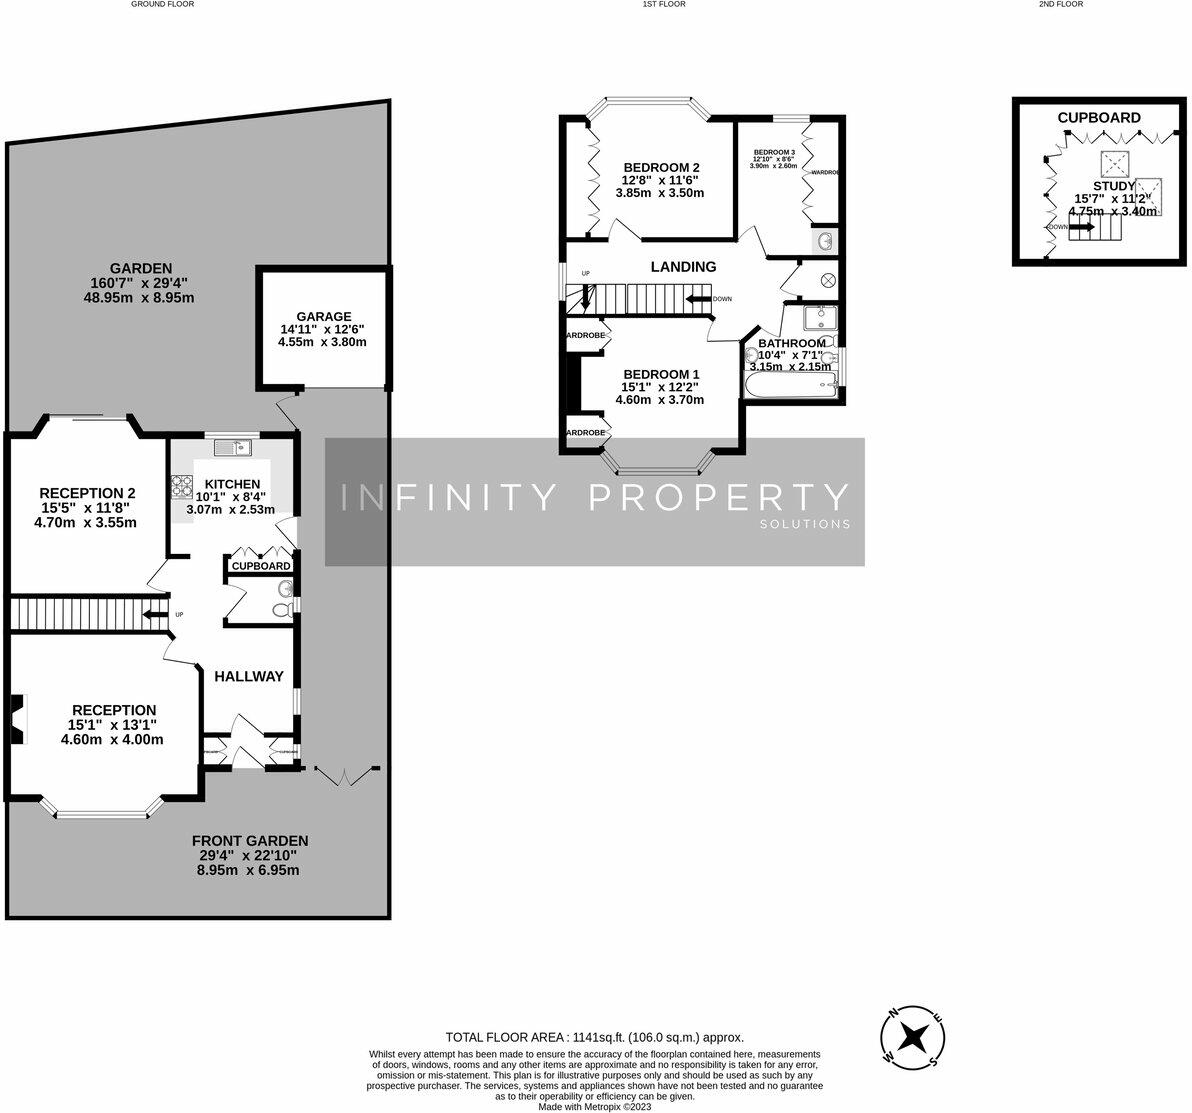 GROUND FLOOR
1ST FLOOR
2ND FLOOR
GARDEN
160'7" x 29'4"
48.95m x 8.95m
GARAGE
14'11" x 12'6"
4.55m x 3.80m
RECEPTION 2
15'5" x 11'8"
4.70m x 3.55m
KITCHEN
10'1" x 8'4"
3.07m x 2.53m
CUPBOARD
UP
HALLWAY
RECEPTION
15'1" x 13'1"
4.60m x 4.00m
CUPBOARD
FRONT GARDEN
29'4" x 22'10"
8.95m x 6.95m
BEDROOM 2
12'8" x 11'6"
3.85m x 3.50m
BEDROOM 3
12'10" x 8'6"
3.90m x 2.60m
WARDROBE
LANDING
UP
DOWN
ARDROBE
BEDROOM 1
15'1" x 12'2"
4.60m x 3.70m
ARDROBE
BATHROOM
10'4" x 7'1"
3.15m x 2.15m
CUPBOARD
STUDY
15'7" x 11'2"
4.75m x 3.40m
DOWN
INFINITY PROPERTY
SOLUTIONS
N
E
W
S
TOTAL FLOOR AREA : 1141sq.ft. (106.0 sq.m.) approx.
Whilst every attempt has been made to ensure the accuracy of the floorplan contained here, measurements
of doors, windows, rooms and any other items are approximate and no responsibility is taken for any error,
omission or mis-statement. This plan is for illustrative purposes only and should be used as such by any
prospective purchaser. The services, systems and appliances shown have not been tested and no guarantee
as to their operability or efficiency can be given.
Made with Metropix ©2023